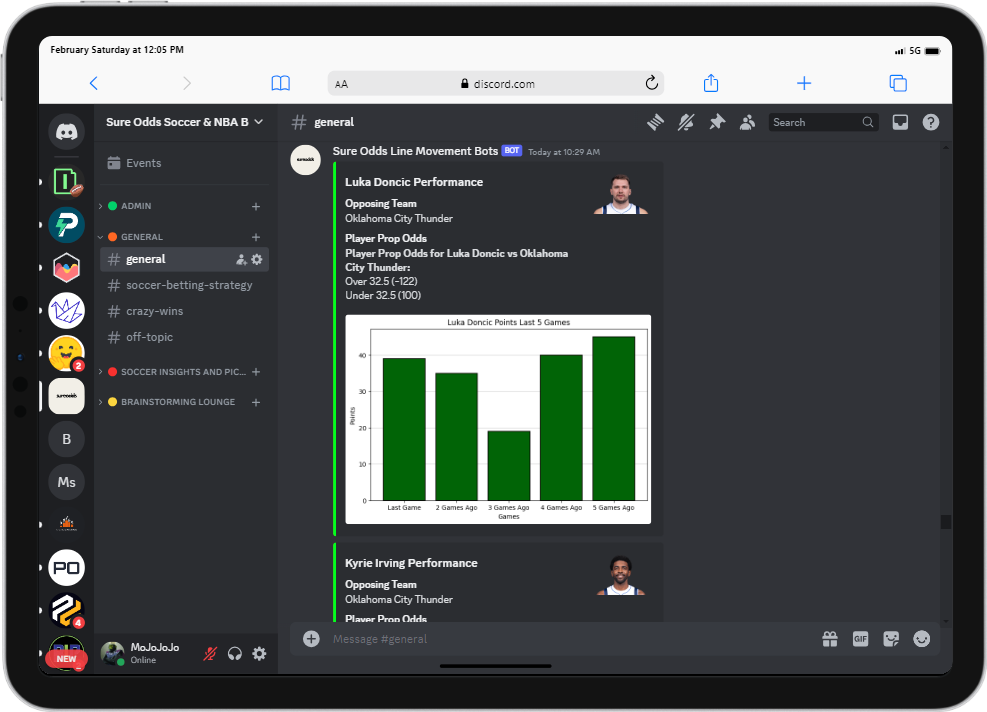 February Saturday at 12:05 PM
5G
AA
discord.com
Sure Odds Soccer & NBA B
# general
Search
Events
ADMIN
GENERAL
# general
# soccer-betting-strategy
# crazy-wins
# off-topic
SOCCER INSIGHTS AND PIC...
BRAINSTORMING LOUNGE
2
B
Ms
PO
4
NEW
MoJoJoJo
Online
Sure Odds Line Movement Bots BOT Today at 10:29 AM
Luka Doncic Performance
Opposing Team
Oklahoma City Thunder
Player Prop Odds
Player Prop Odds for Luka Doncic vs Oklahoma
City Thunder:
Over 32.5 (-122)
Under 32.5 (100)
Luka Doncic Points Last 5 Games
Points
40
30
20
10
0
Last Game
2 Games Ago
3 Games Ago
4 Games Ago
5 Games Ago
Games
Kyrie Irving Performance
Opposing Team
Oklahoma City Thunder
Player Prop Odds
Message #general
GIF